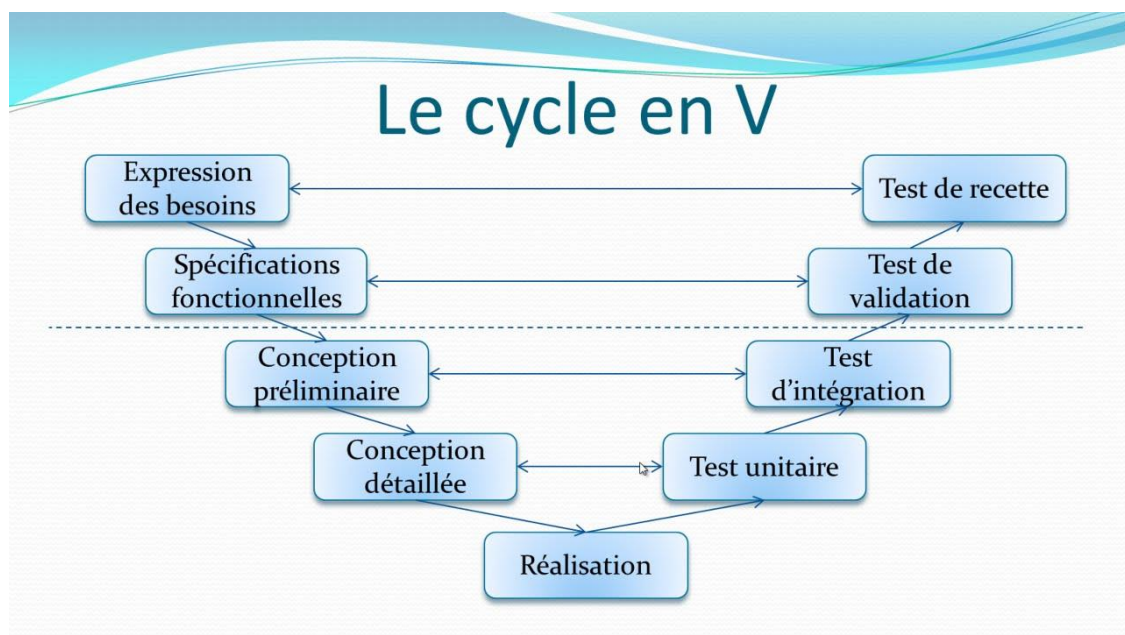 Le cycle en V
Expression
des besoins
Test de recette
Spécifications
fonctionnelles
Test de
validation
Conception
préliminaire
Test
d'intégration
Conception
détaillée
Test unitaire
Réalisation